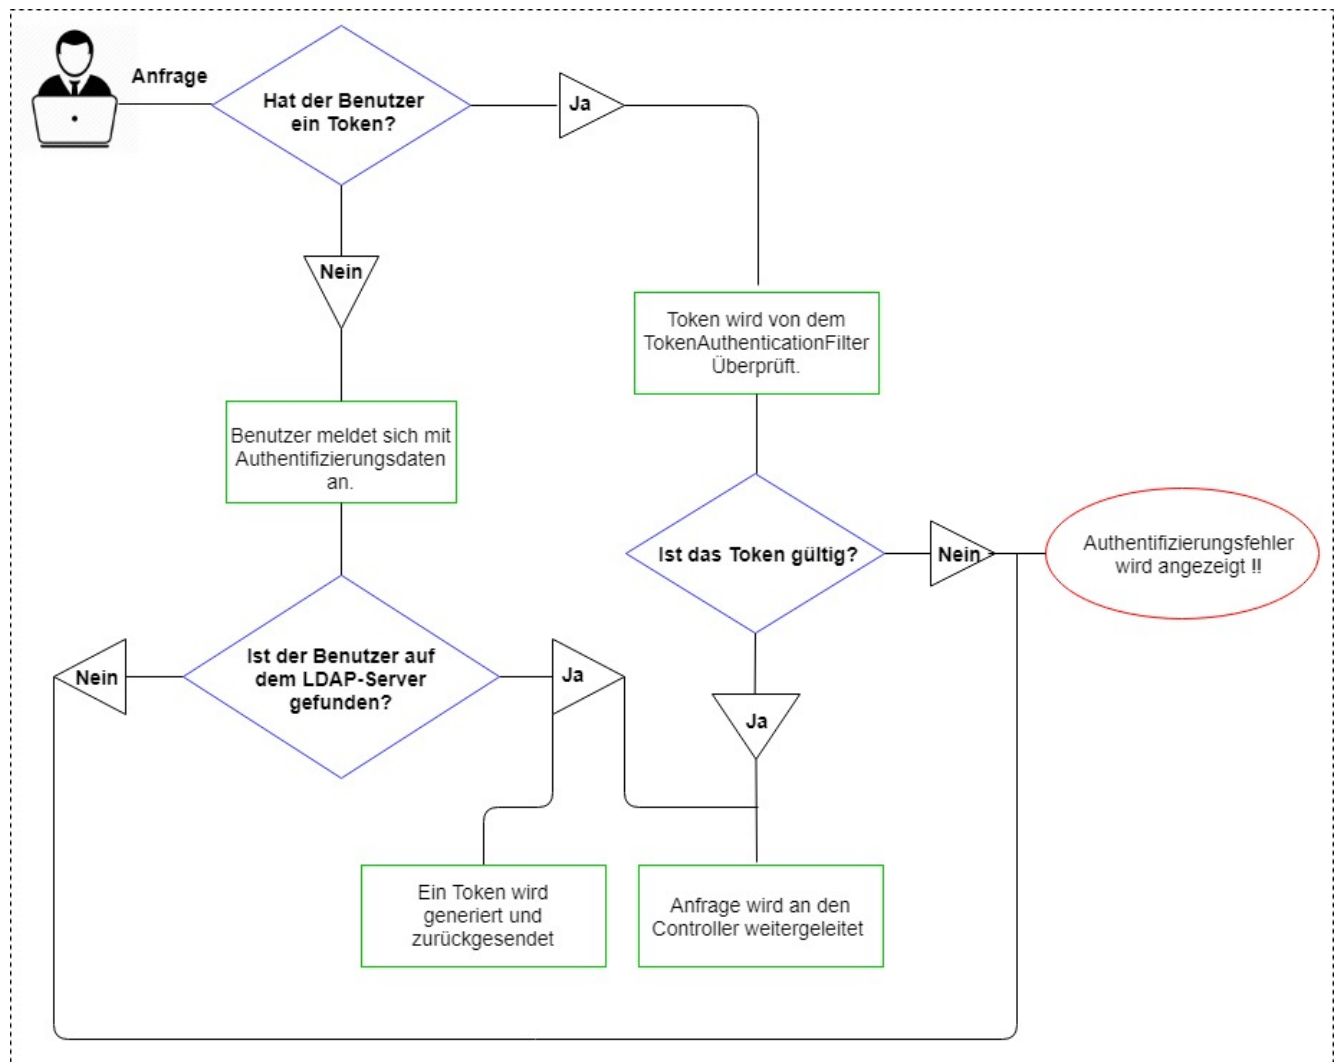 Anfrage
Hat der Benutzer
ein Token?
Ja
Nein
Token wird von dem
TokenAuthenticationFilter
Überprüft.
Benutzer meldet sich mit
Authentifizierungsdaten
an.
Ist das Token gültig?
Nein
Authentifizierungsfehler
wird angezeigt !!
Nein
Ist der Benutzer auf
dem LDAP-Server
gefunden?
Ja
Ja
Ein Token wird
generiert und
zurückgesendet
Anfrage wird an den
Controller weitergeleitet